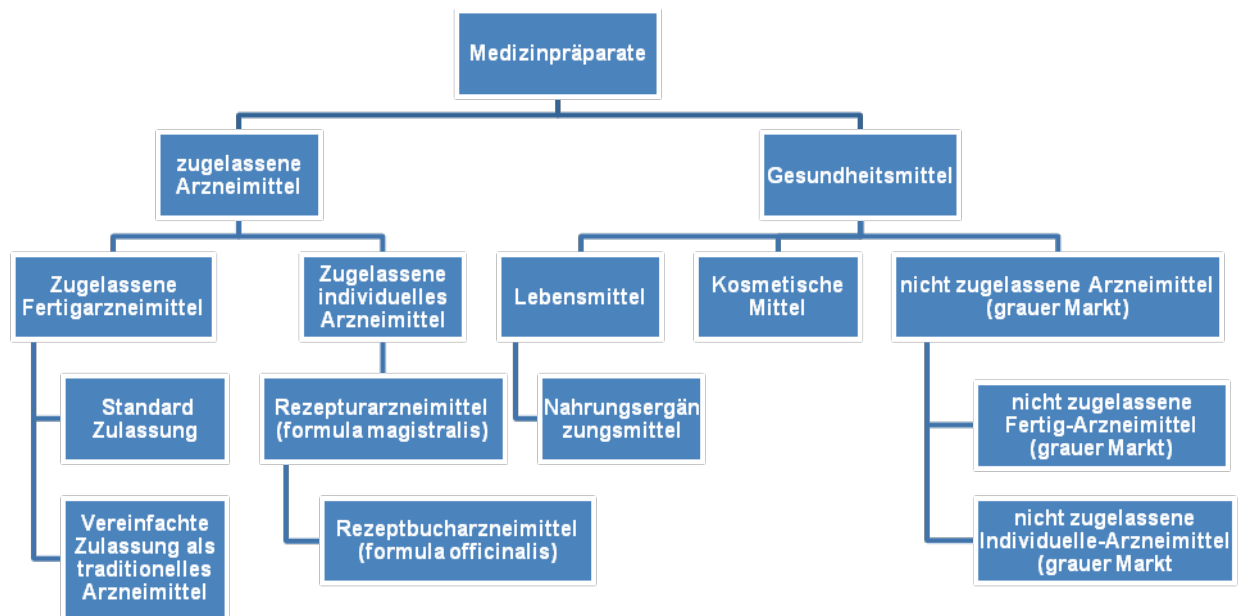 Medizinpräparate
zugelassene
Arzneimittel
Gesundheitsmittel
Zugelassene
Fertigarzneimittel
Zugelassene
individuelles
Arzneimittel
Lebensmittel
Kosmetische
Mittel
nicht zugelassene Arzneimittel
(grauer Markt)
Standard
Zulassung
Rezepturarzneimittel
(formula magistralis)
Nahrungsergän
zungsmittel
nicht zugelassene
Fertig-Arzneimittel
(grauer Markt)
Vereinfachte
Zulassung als
traditionelles
Arzneimittel
Rezeptbucharzneimittel
(formula officinalis)
nicht zugelassene
Individuelle-Arzneimittel
(grauer Markt